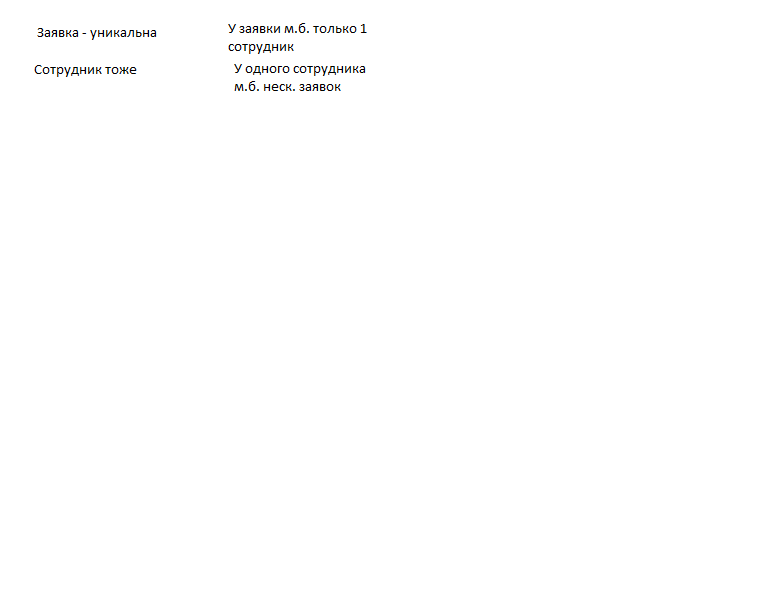 Заявка - уникальна
У заявки м.б. только 1
сотрудник
Сотрудник тоже
У одного сотрудника
м.б. неск. заявок